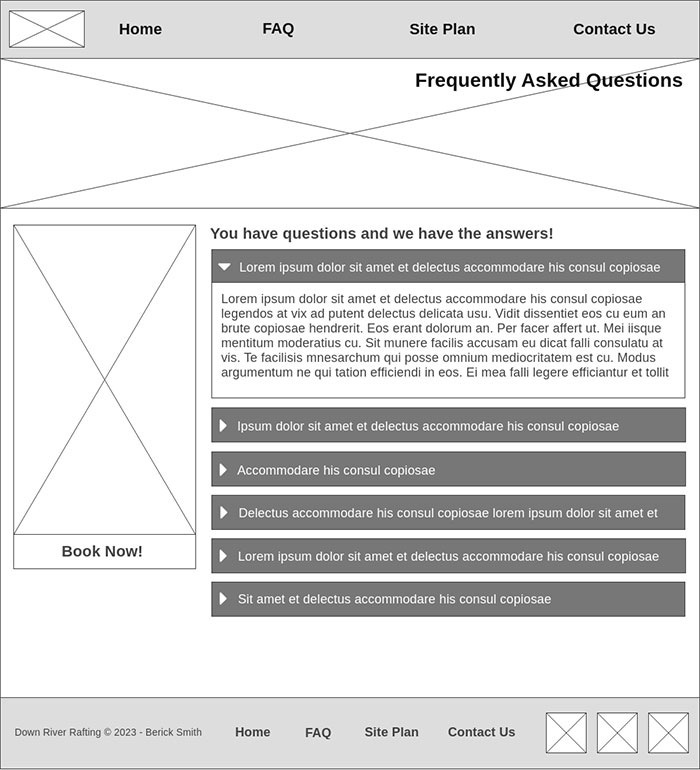 Home FAQ Site Plan Contact Us
Frequently Asked Questions
You have questions and we have the answers!
Lorem ipsum dolor sit amet et delectus accommodare his consul copiosae
Lorem ipsum dolor sit amet et delectus accommodare his consul copiosae
legendos at vix ad putent delectus delicata usu. Vidit dissentiet eos cu eum an
brute copiosae hendrerit. Eos erant dolorum an. Per facer affert ut. Mei iisque
mentitum moderatius cu. Sit munere facilis accusam eu dicat falli consulatu at
vis. Te facilisis mnesarchum qui posse omnium mediocritatem est cu. Modus
argumentum ne qui tation efficiendi in eos. Ei mea falli legere efficiantur et tollit
Ipsum dolor sit amet et delectus accommodare his consul copiosae
Accommodare his consul copiosae
Delectus accommodare his consul copiosae lorem ipsum dolor sit amet et
Lorem ipsum dolor sit amet et delectus accommodare his consul copiosae
Sit amet et delectus accommodare his consul copiosae
Book Now!
Down River Rafting © 2023 - Berick Smith Home FAQ Site Plan Contact Us